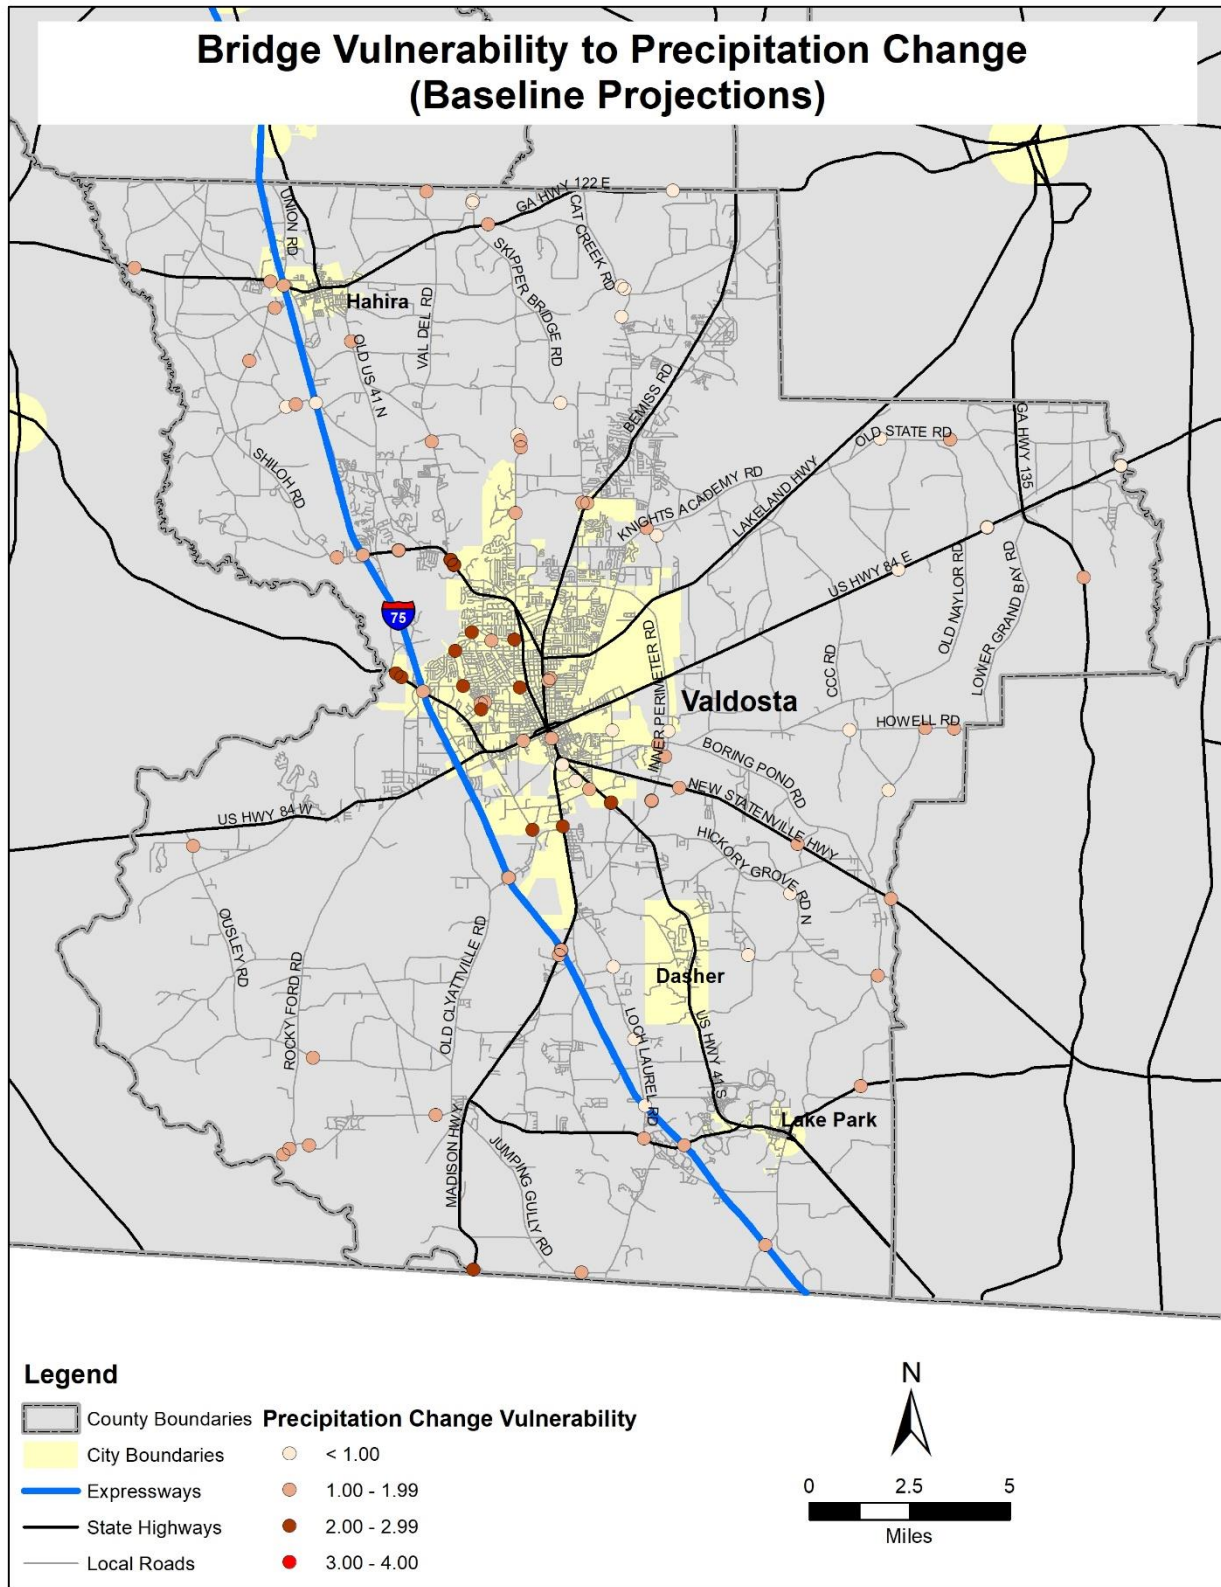 Bridge Vulnerability to Precipitation Change
(Baseline Projections)
UNION RD
GA HWY 122 E
CAT CREEK RD
SKIPPER BRIDGE RD
Hahira
VAL DEL RD
OLD US 41 N
BEMISS RD
SHILOH RD
KNIGHTS ACADEMY RD
LAKELAND HWY
OLD STATE RD
GA HWY 135
US HWY 84 E
OLD NAYLOR RD
LOWER GRAND BAY RD
75
INNER PERIMETER RD
CCC RD
Valdosta
HOWELL RD
BORING POND RD
NEW STATENVILLE HWY
US HWY 84 W
HICKORY GROVE RD N
OUSLEY RD
ROCKY FORD RD
OLD CLYATTVILLE RD
Dasher
LOCH LAUREL RD
US HWY 41 S
Lake Park
MADISON HWY
JUMPING GULLY RD
Legend
County Boundaries
City Boundaries
Expressways
State Highways
Local Roads
Precipitation Change Vulnerability
< 1.00
1.00 - 1.99
2.00 - 2.99
3.00 - 4.00
N
0 2.5 5
Miles